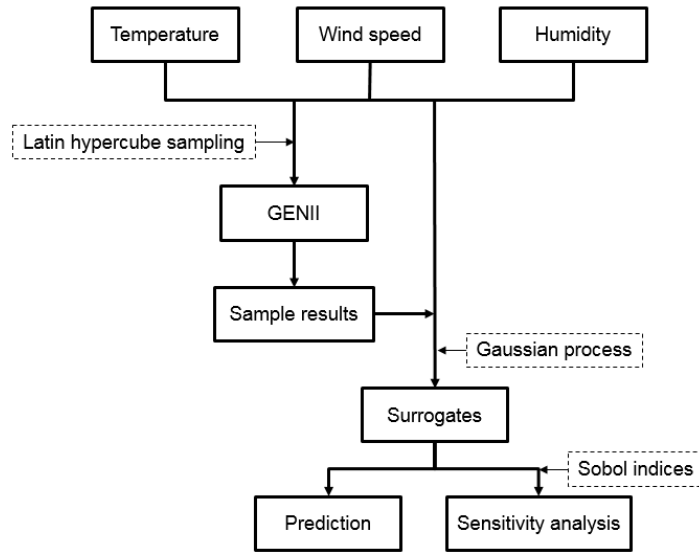 Temperature
Wind speed
Humidity
Latin hypercube sampling
GENII
Sample results
Gaussian process
Surrogates
Sobol indices
Prediction
Sensitivity analysis